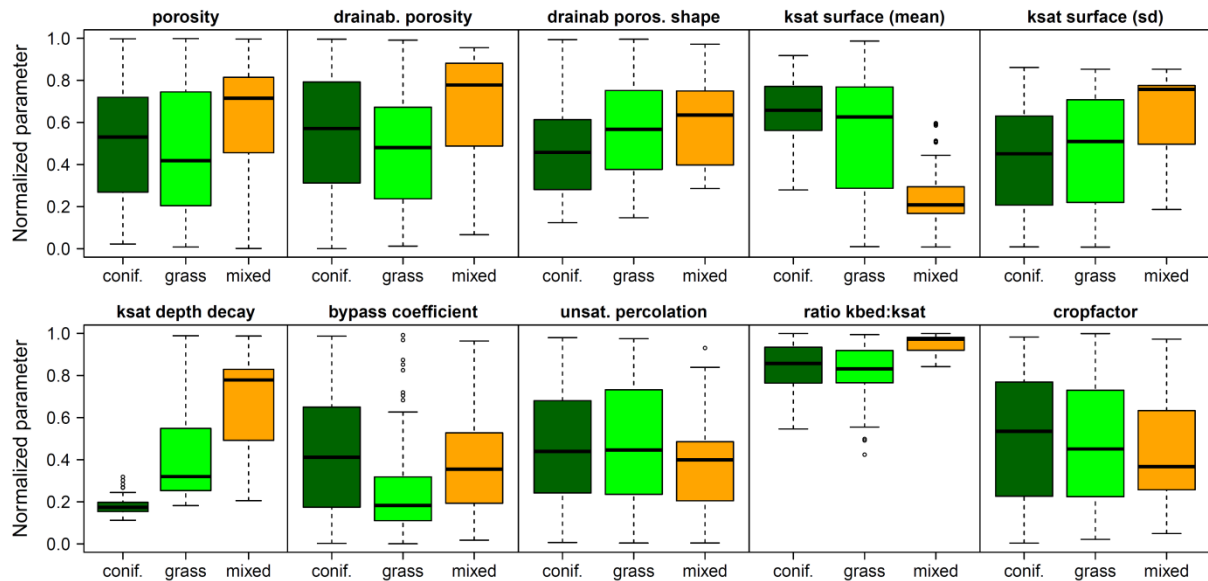 porosity
drainab. porosity
drainab poros. shape
ksat surface (mean)
ksat surface (sd)
Normalized parameter
1.0
0.8
0.6
0.4
0.2
0.0
conif. grass mixed
conif. grass mixed
conif. grass mixed
conif. grass mixed
conif. grass mixed
ksat depth decay
bypass coefficient
unsat. percolation
ratio kbed:ksat
cropfactor
Normalized parameter
1.0
0.8
0.6
0.4
0.2
0.0
conif. grass mixed
conif. grass mixed
conif. grass mixed
conif. grass mixed
conif. grass mixed